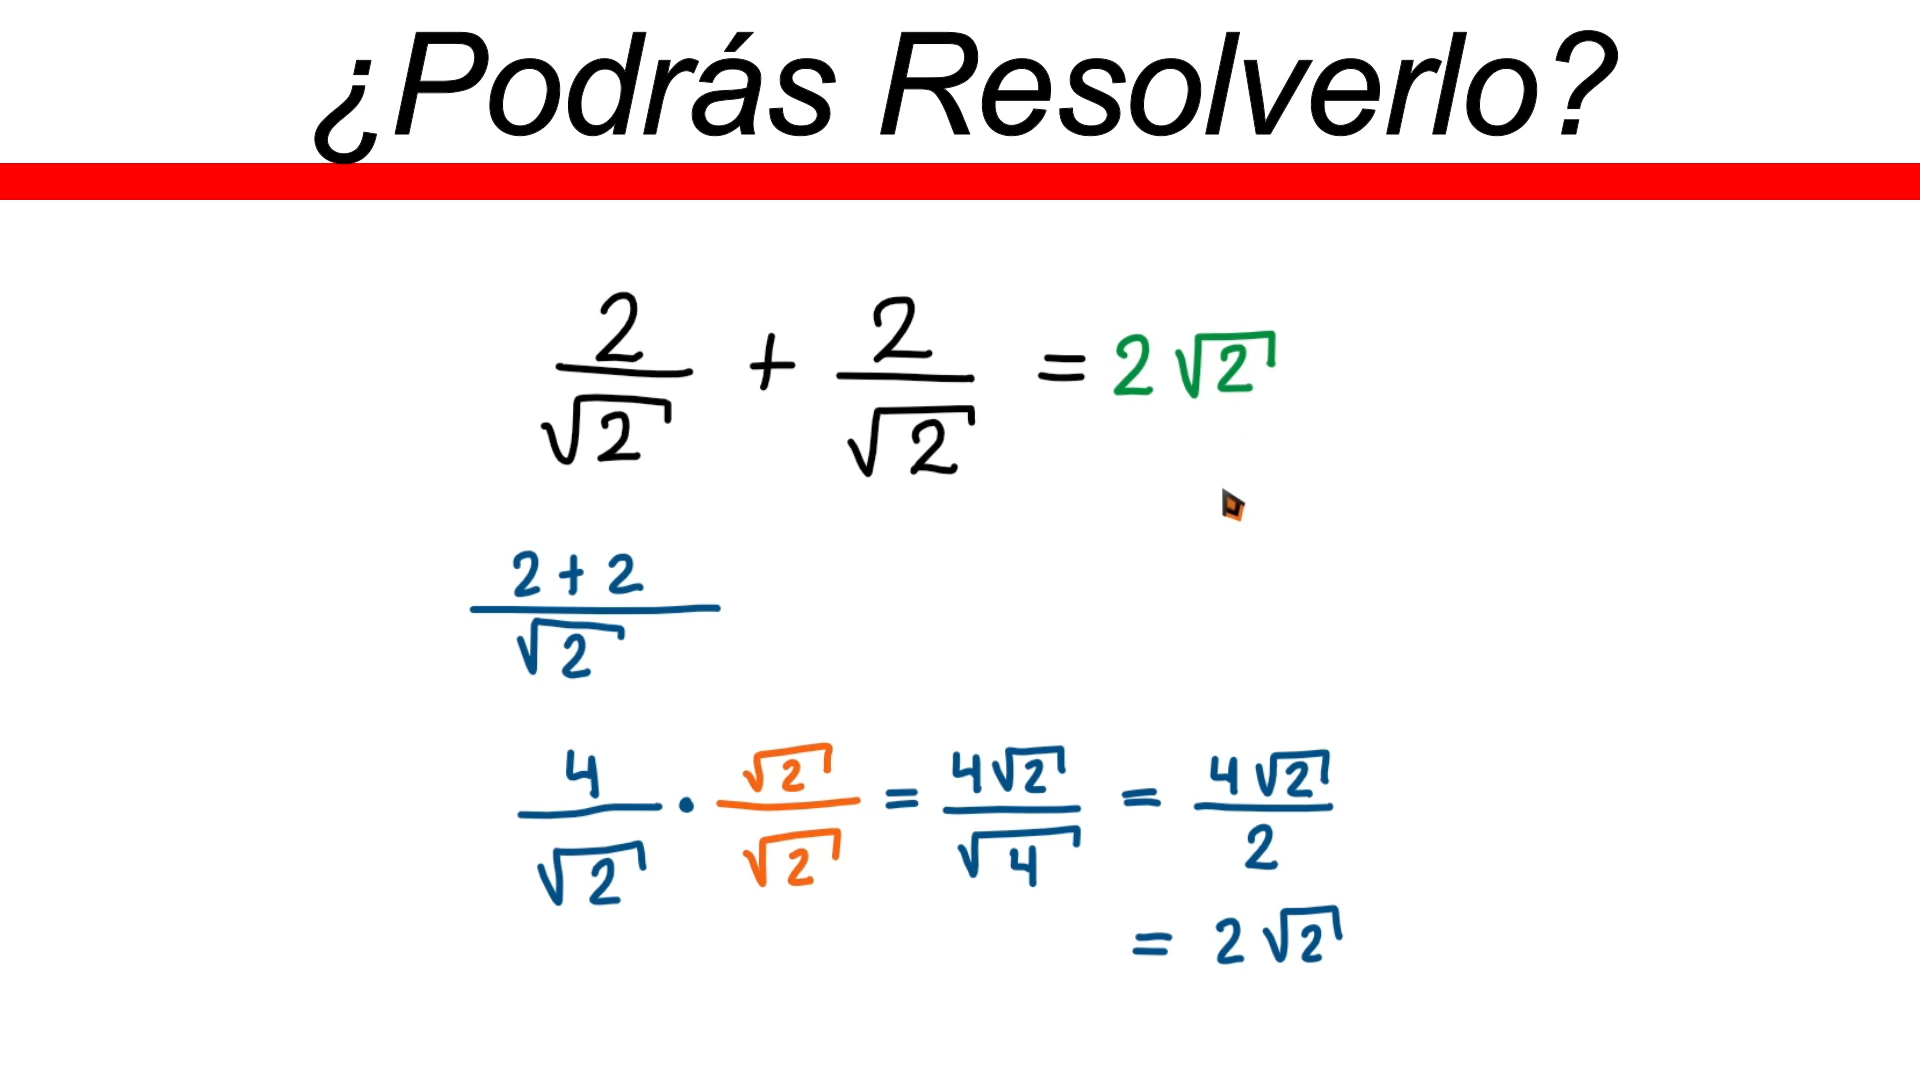 ¿Podrás Resolverlo?
2/√2 + 2/√2 = 2√2
(2 + 2)/√2
4/√2 · √2/√2 = 4√2/√4 = 4√2/2
= 2√2